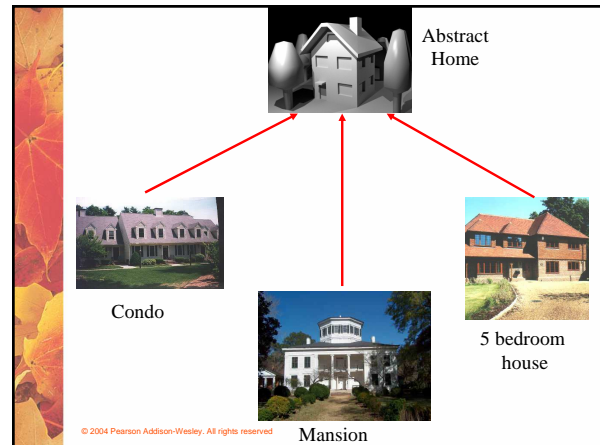 Abstract
Home
Condo
5 bedroom
house
Mansion
© 2004 Pearson Addison-Wesley. All rights reserved